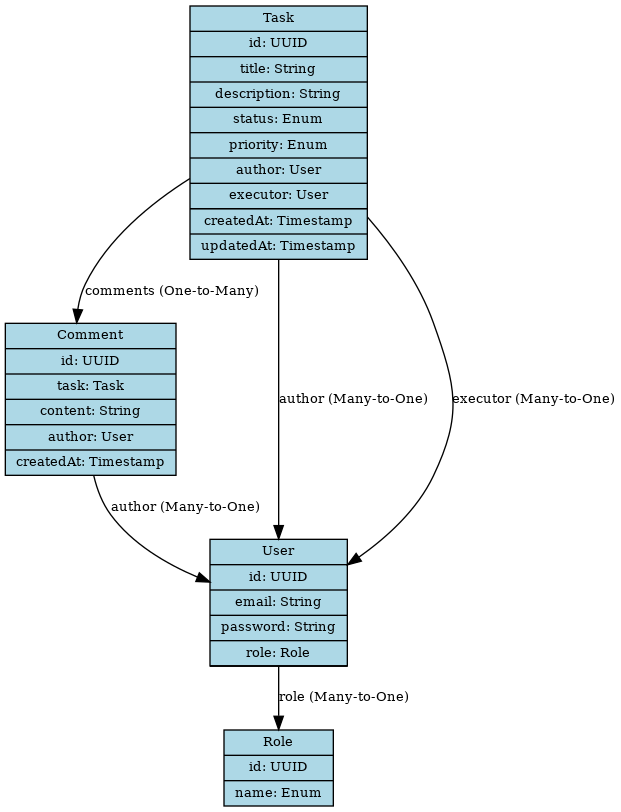 Task
id: UUID
title: String
description: String
status: Enum
priority: Enum
author: User
executor: User
createdAt: Timestamp
updatedAt: Timestamp
comments (One-to-Many)
Comment
id: UUID
task: Task
content: String
author: User
createdAt: Timestamp
author (Many-to-One)
executor (Many-to-One)
author (Many-to-One)
User
id: UUID
email: String
password: String
role: Role
role (Many-to-One)
Role
id: UUID
name: Enum